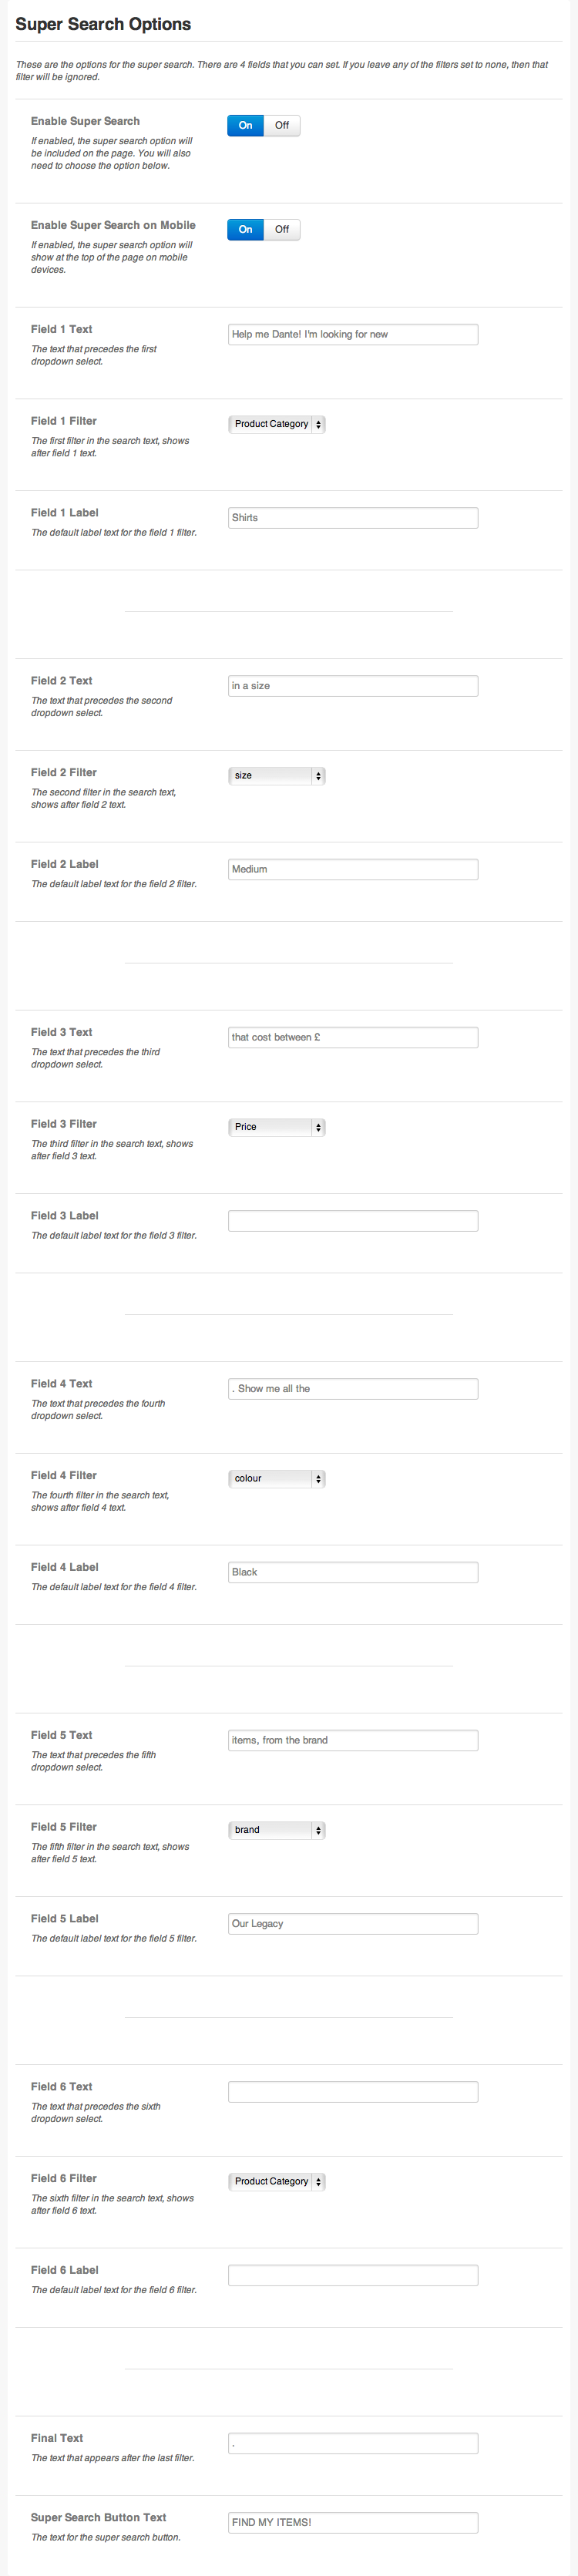 Super Search Options
These are the options for the super search. There are 4 fields that you can set. If you leave any of the filters set to none, then that
filter will be ignored.
Enable Super Search
On Off
If enabled, the super search option will
be included on the page. You will also
need to choose the option below.
Enable Super Search on Mobile
On Off
If enabled, the super search option will
show at the top of the page on mobile
devices.
Field 1 Text
Help me Dante! I'm looking for new
The text that precedes the first
dropdown select.
Field 1 Filter
Product Category
The first filter in the search text, shows
after field 1 text.
Field 1 Label
Shirts
The default label text for the field 1 filter.
Field 2 Text
in a size
The text that precedes the second
dropdown select.
Field 2 Filter
size
The second filter in the search text,
shows after field 2 text.
Field 2 Label
Medium
The default label text for the field 2 filter.
Field 3 Text
that cost between £
The text that precedes the third
dropdown select.
Field 3 Filter
Price
The third filter in the search text, shows
after field 3 text.
Field 3 Label
The default label text for the field 3 filter.
Field 4 Text
. Show me all the
The text that precedes the fourth
dropdown select.
Field 4 Filter
colour
The fourth filter in the search text,
shows after field 4 text.
Field 4 Label
Black
The default label text for the field 4 filter.
Field 5 Text
items, from the brand
The text that precedes the fifth
dropdown select.
Field 5 Filter
brand
The fifth filter in the search text, shows
after field 5 text.
Field 5 Label
Our Legacy
The default label text for the field 5 filter.
Field 6 Text
The text that precedes the sixth
dropdown select.
Field 6 Filter
Product Category
The sixth filter in the search text, shows
after field 6 text.
Field 6 Label
The default label text for the field 6 filter.
Final Text
.
The text that appears after the last filter.
Super Search Button Text
FIND MY ITEMS!
The text for the super search button.